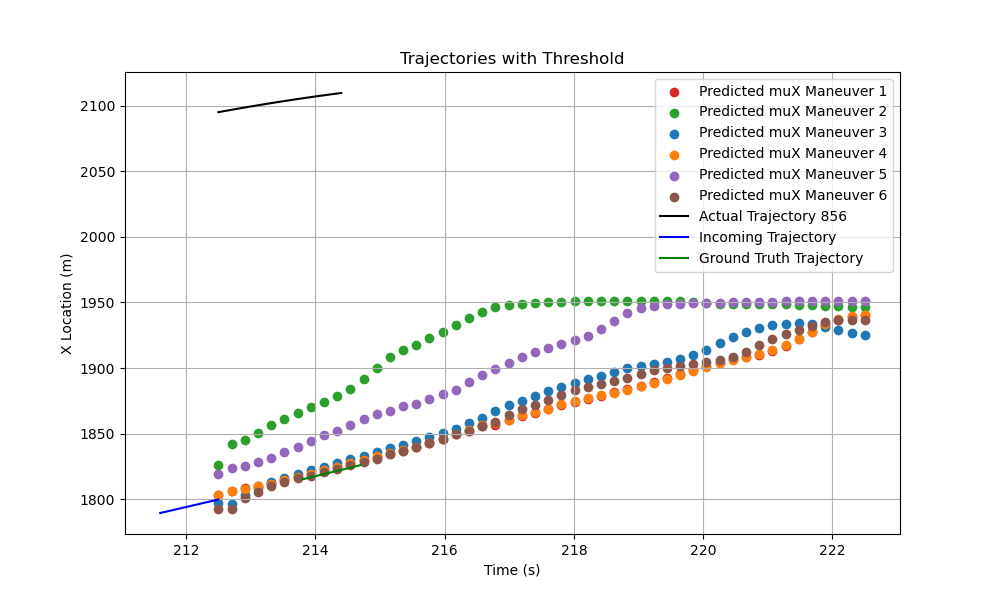 Trajectories with Threshold
Predicted muX Maneuver 1
Predicted muX Maneuver 2
Predicted muX Maneuver 3
Predicted muX Maneuver 4
Predicted muX Maneuver 5
Predicted muX Maneuver 6
Actual Trajectory 856
Incoming Trajectory
Ground Truth Trajectory
X Location (m)
2100
2050
2000
1950
1900
1850
1800
212 214 216 218 220 222
Time (s)